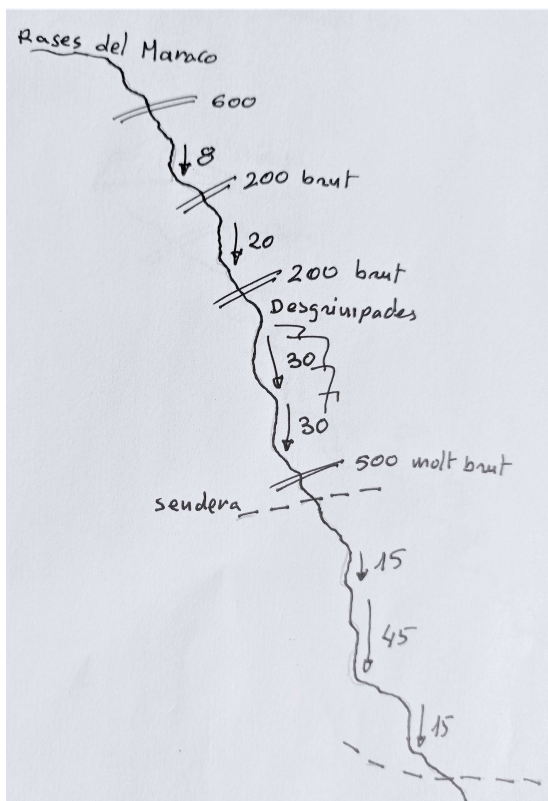 Rases del Maraco
600
8
200 brut
20
200 brut
Desgrimpades
30
30
500 molt brut
sendera
15
45
15